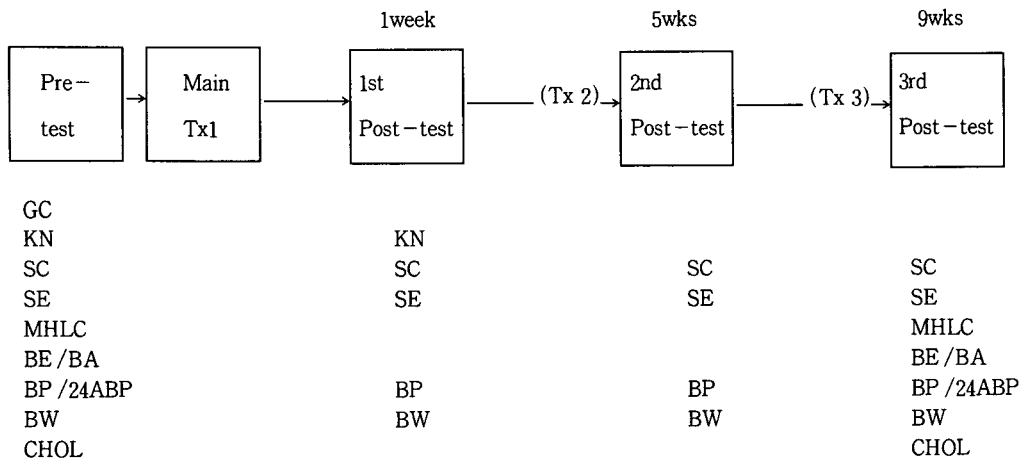 1week 5wks 9wks
Pre- Main 1st 2nd 3rd
(Tx 2) (Tx 3)
test Tx1 Post-test Post-test Post-test
GC
KN KN
SC SC SC SC
SE SE SE SE
MHLC MHLC
BE/BA BE/BA
BP/24ABP BP BP BP/24ABP
BW BW BW BW
CHOL CHOL